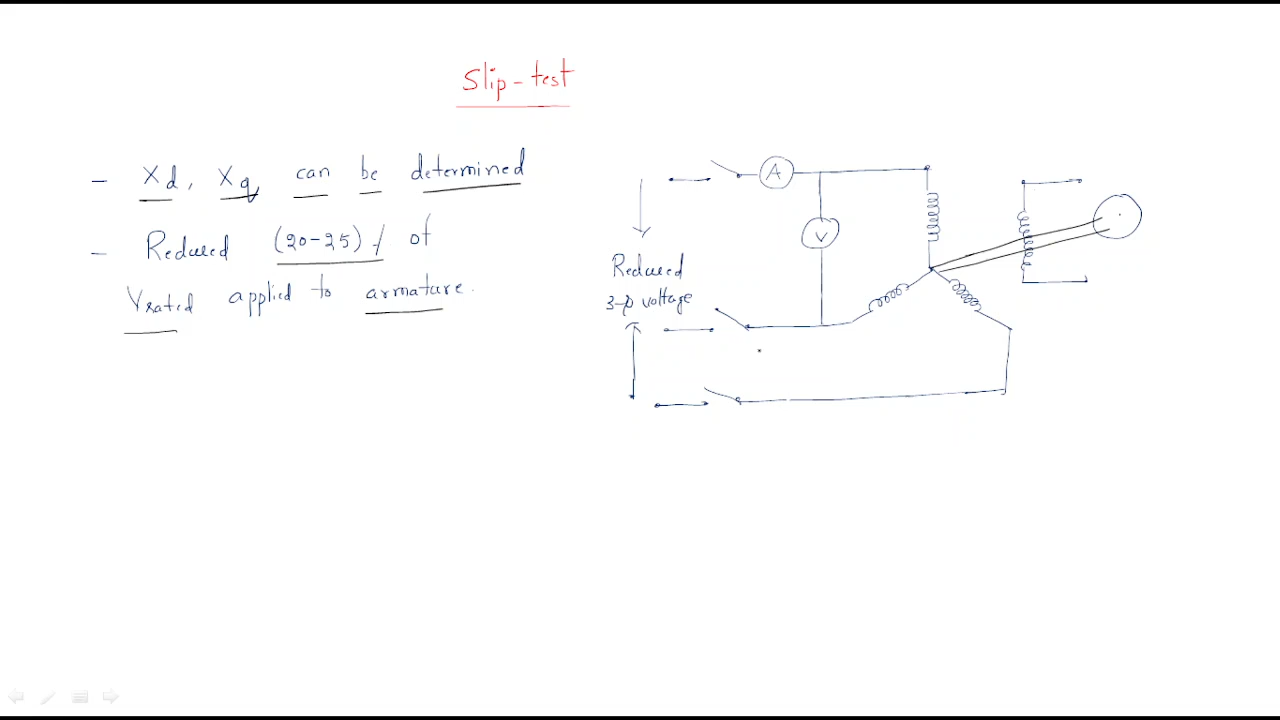 Slip-test
- Xd, Xq can be determined
- Reduced (20-25)% of
Vrated applied to armature.
A
V
Reduced
3-φ voltage